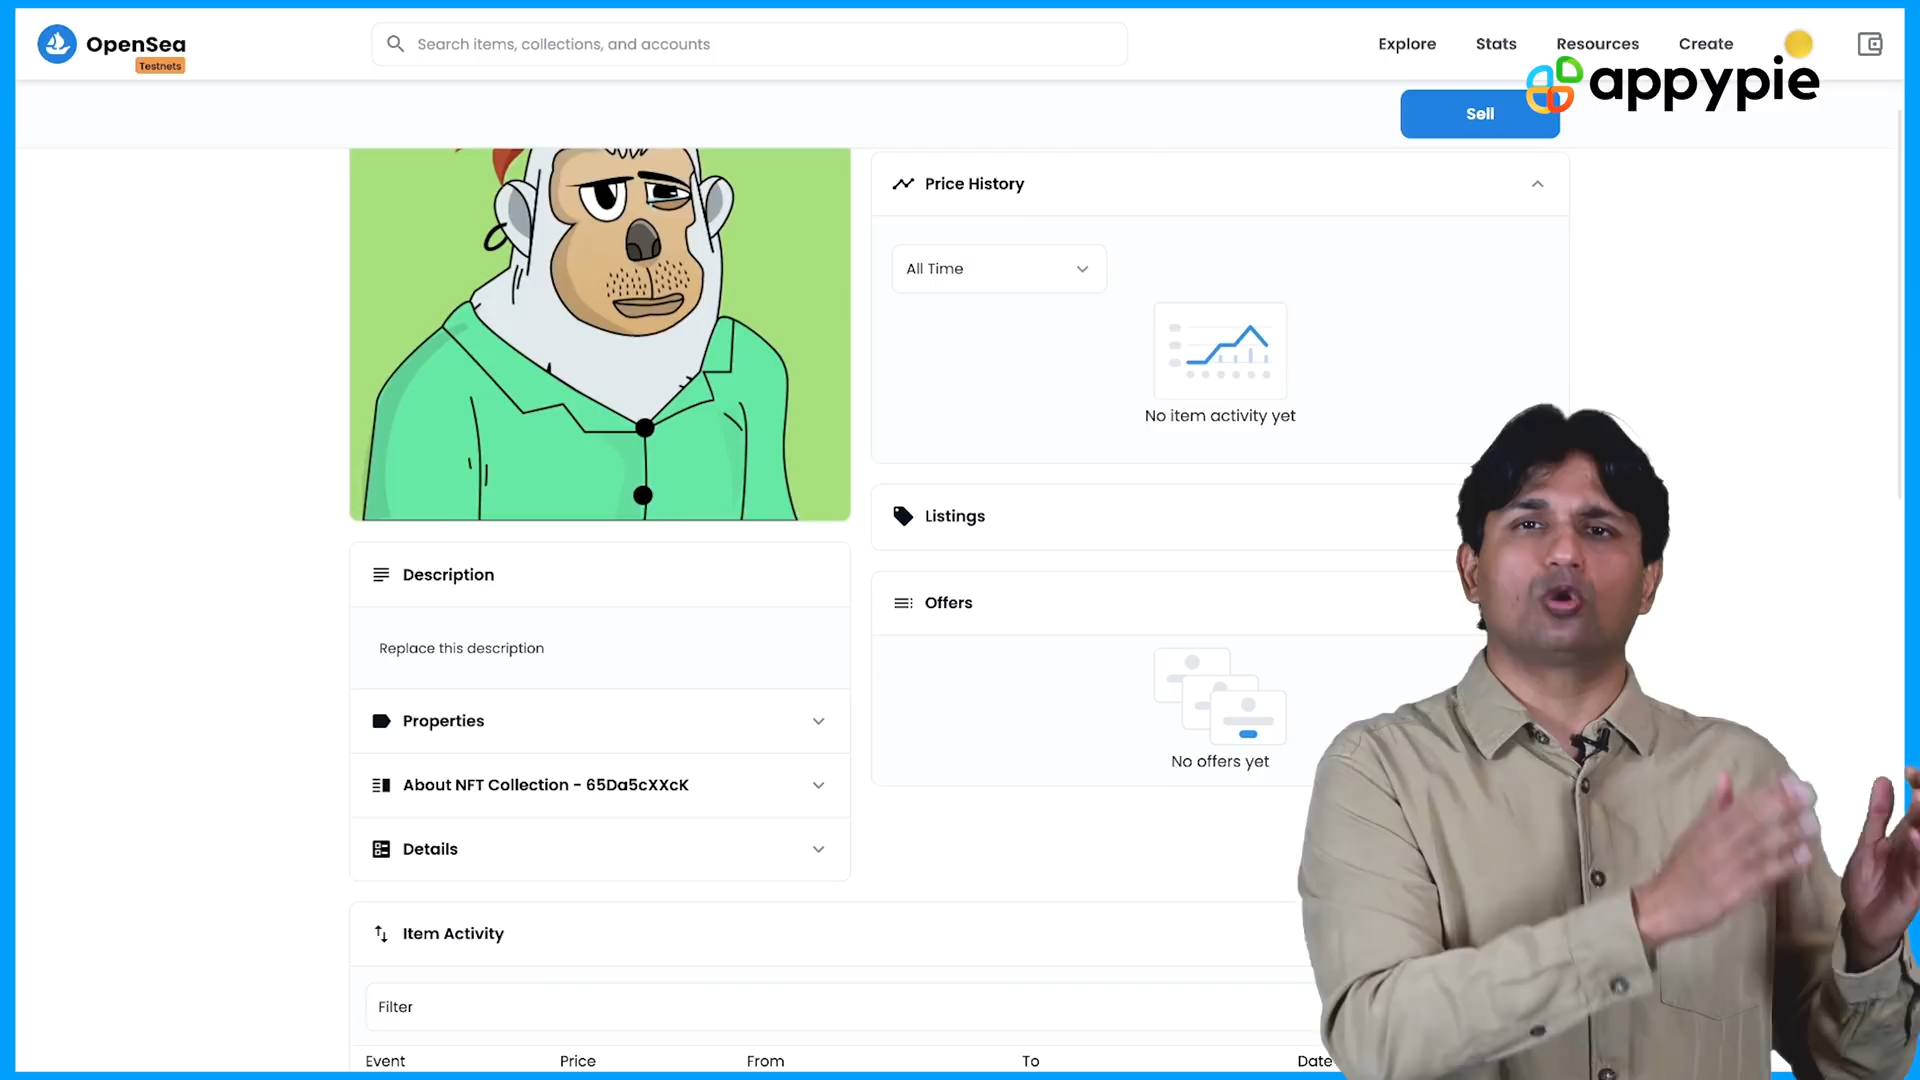 OpenSea
Testnets
Search items, collections, and accounts
Explore
Stats
Resources
Create
appypie
Sell
Price History
All Time
No item activity yet
Listings
Offers
No offers yet
Description
Replace this description
Properties
About NFT Collection - 65Da5cXXcK
Details
Item Activity
Filter
Event
Price
From
To
Date